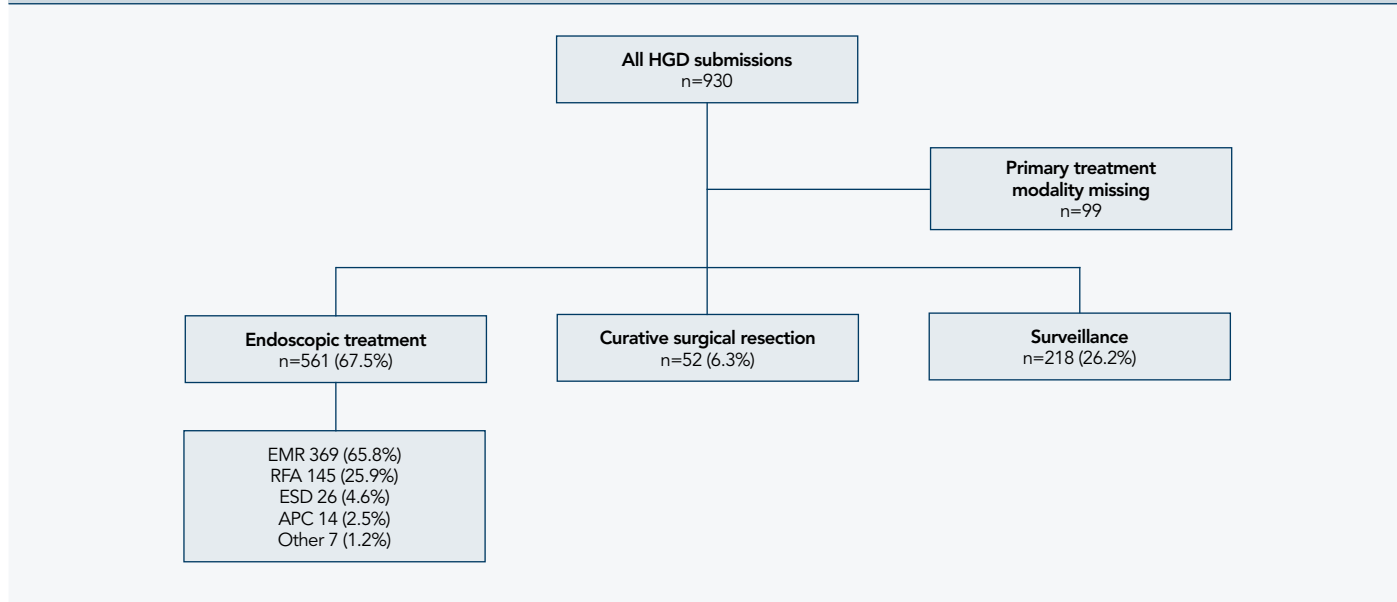 All HGD submissions
n=930
Primary treatment
modality missing
n=99
Endoscopic treatment
n=561 (67.5%)
Curative surgical resection
n=52 (6.3%)
Surveillance
n=218 (26.2%)
EMR 369 (65.8%)
RFA 145 (25.9%)
ESD 26 (4.6%)
APC 14 (2.5%)
Other 7 (1.2%)